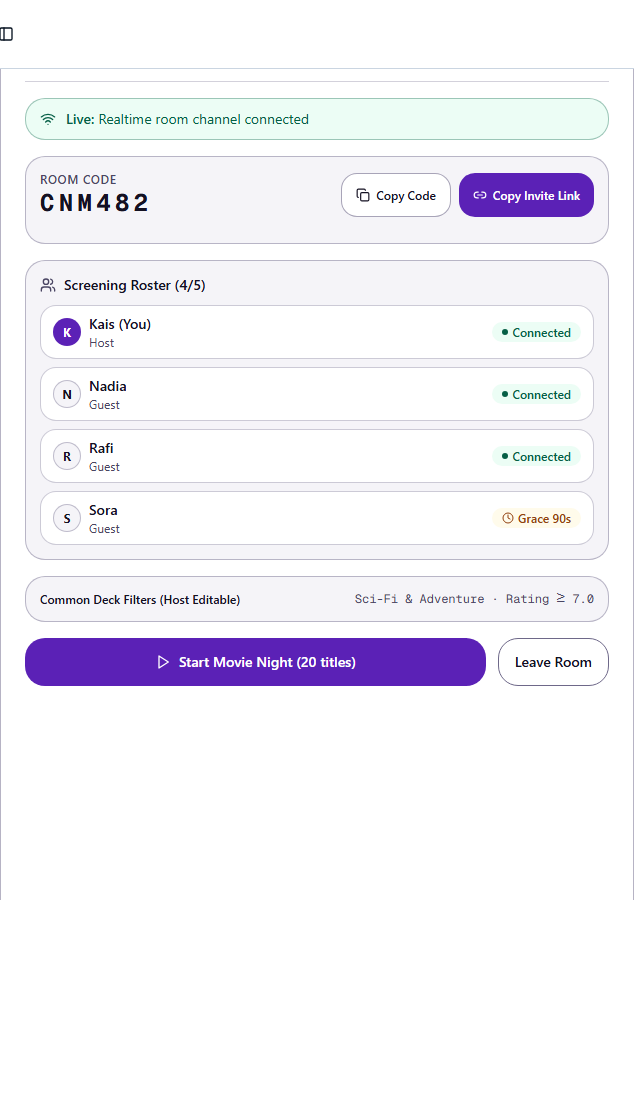 Live: Realtime room channel connected
ROOM CODE
CNM482
Copy Code
Copy Invite Link
Screening Roster (4/5)
K
Kais (You)
Host
Connected
N
Nadia
Guest
Connected
R
Rafi
Guest
Connected
S
Sora
Guest
Grace 90s
Common Deck Filters (Host Editable)
Sci-Fi & Adventure · Rating ≥ 7.0
Start Movie Night (20 titles)
Leave Room